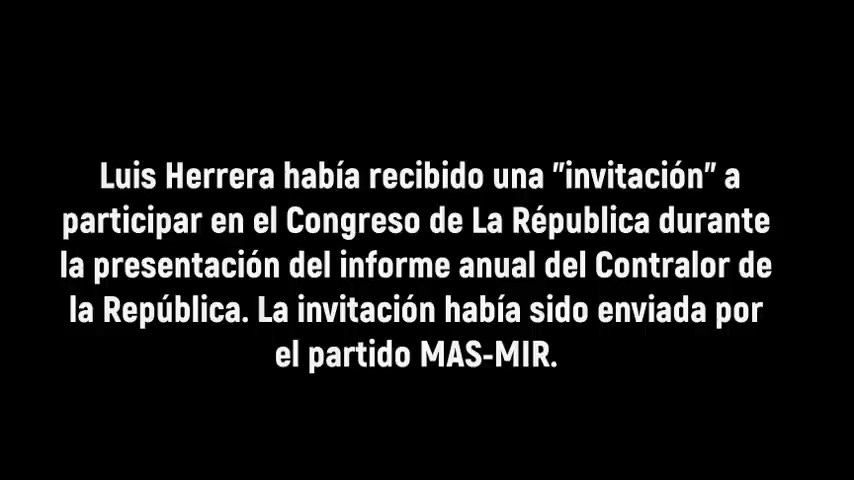 Luis Herrera había recibido una "invitación" a
participar en el Congreso de La Républica durante
la presentación del informe anual del Contralor de
la República. La invitación había sido enviada por
el partido MAS-MIR.